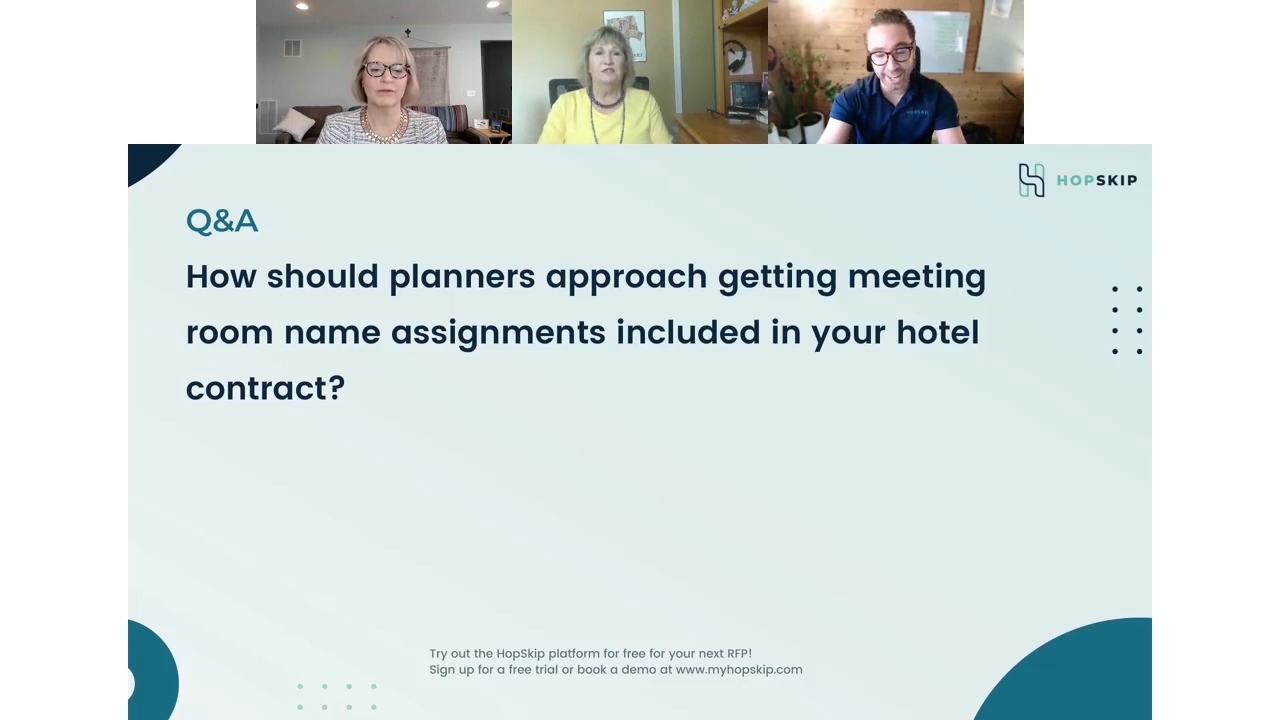 HOPSKIP
Q&A
How should planners approach getting meeting
room name assignments included in your hotel
contract?
Try out the HopSkip platform for free for your next RFP!
Sign up for a free trial or book a demo at www.myhopskip.com